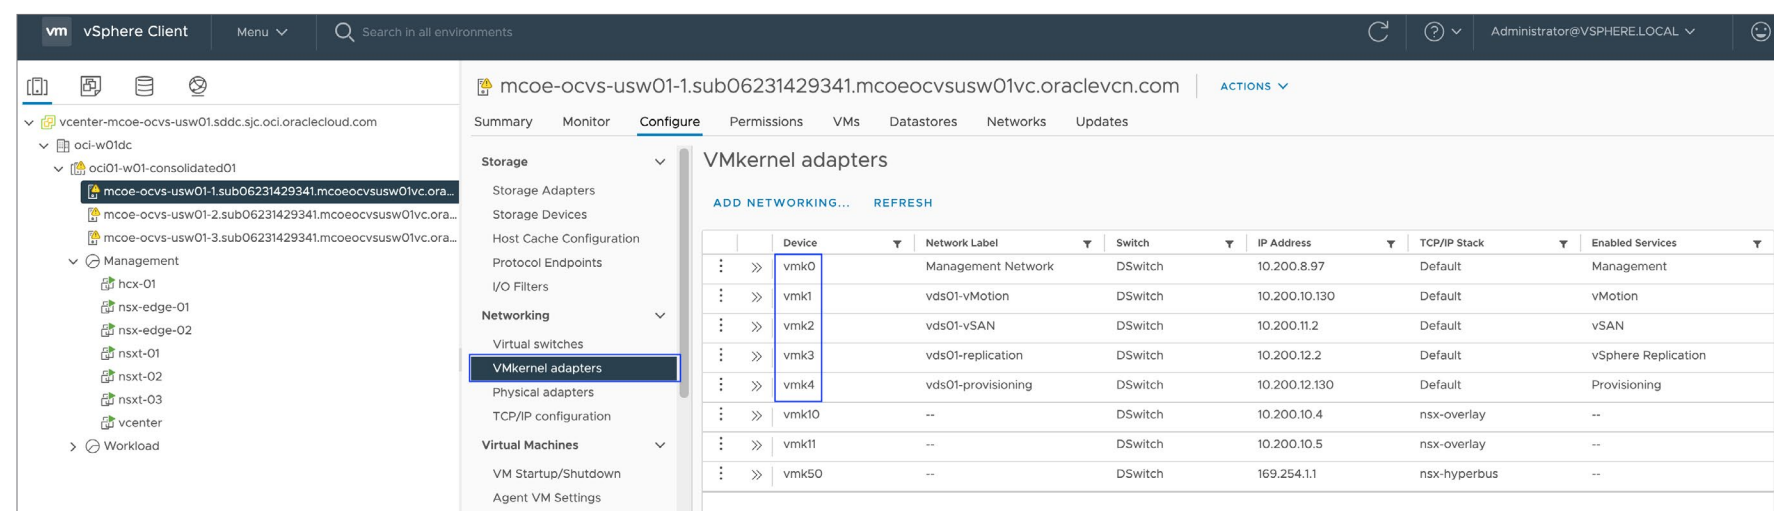 vm vSphere Client Menu Search in all environments Administrator@VSPHERE.LOCAL
vcenter-mcoe-ocvs-usw01.sddc.sjc.oci.oraclecloud.com
oci-w01dc
oci01-w01-consolidated01
mcoe-ocvs-usw01-1.sub06231429341.mcoeocvsusw01vc.ora...
mcoe-ocvs-usw01-2.sub06231429341.mcoeocvsusw01vc.ora...
mcoe-ocvs-usw01-3.sub06231429341.mcoeocvsusw01vc.ora...
Management
hcx-01
nsx-edge-01
nsx-edge-02
nsxt-01
nsxt-02
nsxt-03
vcenter
Workload
mcoe-ocvs-usw01-1.sub06231429341.mcoeocvsusw01vc.oraclevcn.com ACTIONS
Summary Monitor Configure Permissions VMs Datastores Networks Updates
Storage
Storage Adapters
Storage Devices
Host Cache Configuration
Protocol Endpoints
I/O Filters
Networking
Virtual switches
VMkernel adapters
Physical adapters
TCP/IP configuration
Virtual Machines
VM Startup/Shutdown
Agent VM Settings
VMkernel adapters
ADD NETWORKING... REFRESH
Device Network Label Switch IP Address TCP/IP Stack Enabled Services
vmk0 Management Network DSwitch 10.200.8.97 Default Management
vmk1 vds01-vMotion DSwitch 10.200.10.130 Default vMotion
vmk2 vds01-vSAN DSwitch 10.200.11.2 Default vSAN
vmk3 vds01-replication DSwitch 10.200.12.2 Default vSphere Replication
vmk4 vds01-provisioning DSwitch 10.200.12.130 Default Provisioning
vmk10 -- DSwitch 10.200.10.4 nsx-overlay --
vmk11 -- DSwitch 10.200.10.5 nsx-overlay --
vmk50 -- DSwitch 169.254.1.1 nsx-hyperbus --